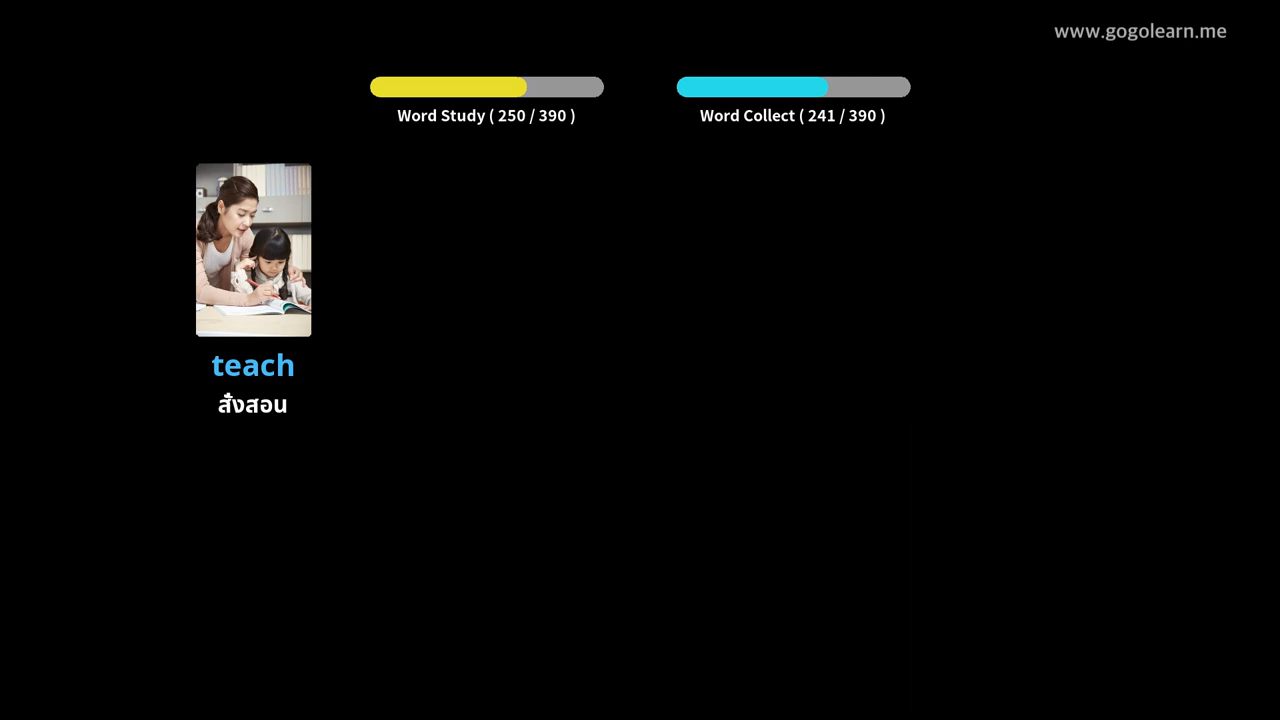 www.gogolearn.me
Word Study ( 250 / 390 )
Word Collect ( 241 / 390 )
teach
สั่งสอน